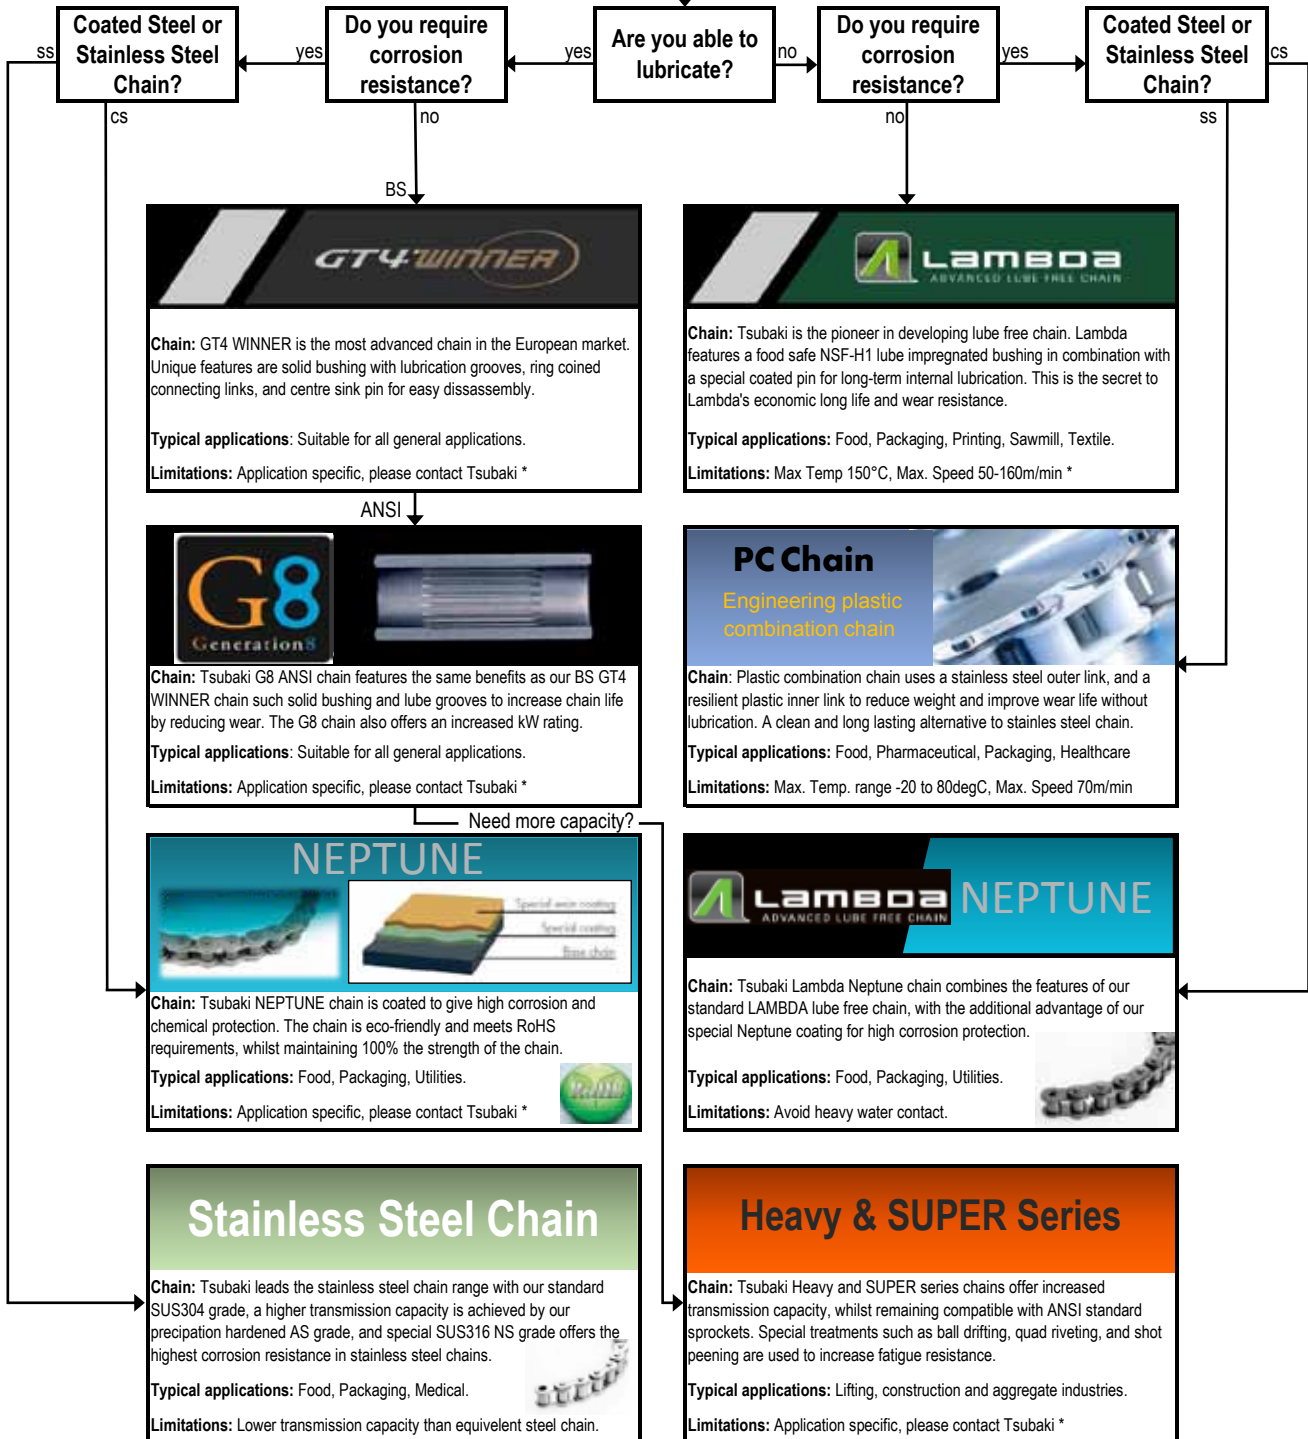 Coated Steel or
Stainless Steel
Chain?
Do you require
corrosion
resistance?
Are you able to
lubricate?
Do you require
corrosion
resistance?
Coated Steel or
Stainless Steel
Chain?
ss
yes
yes
no
yes
cs
cs
no
no
ss
BS
GT4 WINNER
Chain: GT4 WINNER is the most advanced chain in the European market.
Unique features are solid bushing with lubrication grooves, ring coined
connecting links, and centre sink pin for easy dissassembly.
Typical applications: Suitable for all general applications.
Limitations: Application specific, please contact Tsubaki *
LAMBDA
ADVANCED LUBE FREE CHAIN
Chain: Tsubaki is the pioneer in developing lube free chain. Lambda
features a food safe NSF-H1 lube impregnated bushing in combination with
a special coated pin for long-term internal lubrication. This is the secret to
Lambda's economic long life and wear resistance.
Typical applications: Food, Packaging, Printing, Sawmill, Textile.
Limitations: Max Temp 150°C, Max. Speed 50-160m/min *
ANSI
G8
Generation8
Chain: Tsubaki G8 ANSI chain features the same benefits as our BS GT4
WINNER chain such solid bushing and lube grooves to increase chain life
by reducing wear. The G8 chain also offers an increased kW rating.
Typical applications: Suitable for all general applications.
Limitations: Application specific, please contact Tsubaki *
PC Chain
Engineering plastic
combination chain
Chain: Plastic combination chain uses a stainless steel outer link, and a
resilient plastic inner link to reduce weight and improve wear life without
lubrication. A clean and long lasting alternative to stainles steel chain.
Typical applications: Food, Pharmaceutical, Packaging, Healthcare
Limitations: Max. Temp. range -20 to 80degC, Max. Speed 70m/min
Need more capacity?
NEPTUNE
Special resin coating
Special coating
Base chain
Chain: Tsubaki NEPTUNE chain is coated to give high corrosion and
chemical protection. The chain is eco-friendly and meets RoHS
requirements, whilst maintaining 100% the strength of the chain.
Typical applications: Food, Packaging, Utilities.
Limitations: Application specific, please contact Tsubaki *
RoHS
LAMBDA
ADVANCED LUBE FREE CHAIN
NEPTUNE
Chain: Tsubaki Lambda Neptune chain combines the features of our
standard LAMBDA lube free chain, with the additional advantage of our
special Neptune coating for high corrosion protection.
Typical applications: Food, Packaging, Utilities.
Limitations: Avoid heavy water contact.
Stainless Steel Chain
Chain: Tsubaki leads the stainless steel chain range with our standard
SUS304 grade, a higher transmission capacity is achieved by our
precipation hardened AS grade, and special SUS316 NS grade offers the
highest corrosion resistance in stainless steel chains.
Typical applications: Food, Packaging, Medical.
Limitations: Lower transmission capacity than equivelent steel chain.
Heavy & SUPER Series
Chain: Tsubaki Heavy and SUPER series chains offer increased
transmission capacity, whilst remaining compatible with ANSI standard
sprockets. Special treatments such as ball drifting, quad riveting, and shot
peening are used to increase fatigue resistance.
Typical applications: Lifting, construction and aggregate industries.
Limitations: Application specific, please contact Tsubaki *